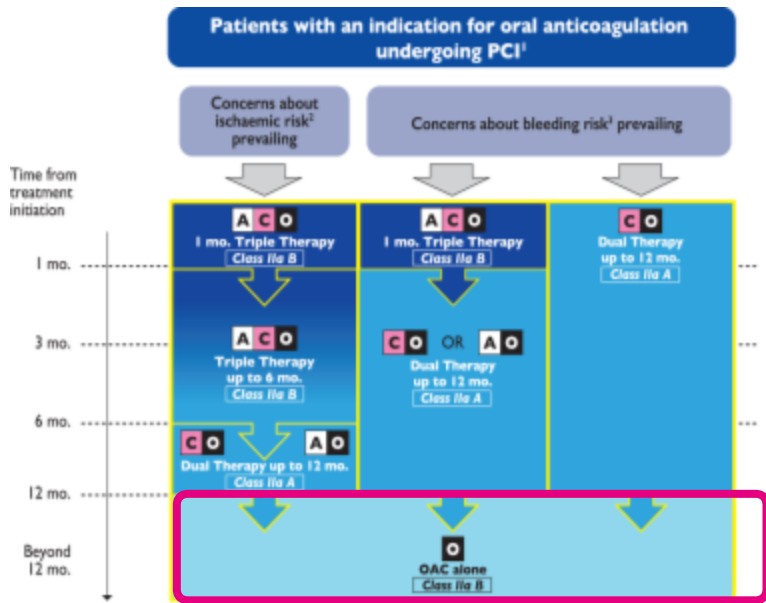 Patients with an indication for oral anticoagulation
undergoing PCI¹
Concerns about
ischaemic risk²
prevailing
Concerns about bleeding risk³ prevailing
Time from
treatment
initiation
A C O
1 mo. Triple Therapy
Class IIa B
A C O
1 mo. Triple Therapy
Class IIa B
C O
Dual Therapy
up to 12 mo.
Class IIa A
1 mo.
3 mo.
A C O
Triple Therapy
up to 6 mo.
Class IIa B
C O OR A O
Dual Therapy
up to 12 mo.
Class IIa A
6 mo.
C O A O
Dual Therapy up to 12 mo.
Class IIa A
12 mo.
Beyond
12 mo.
O
OAC alone
Class IIa B